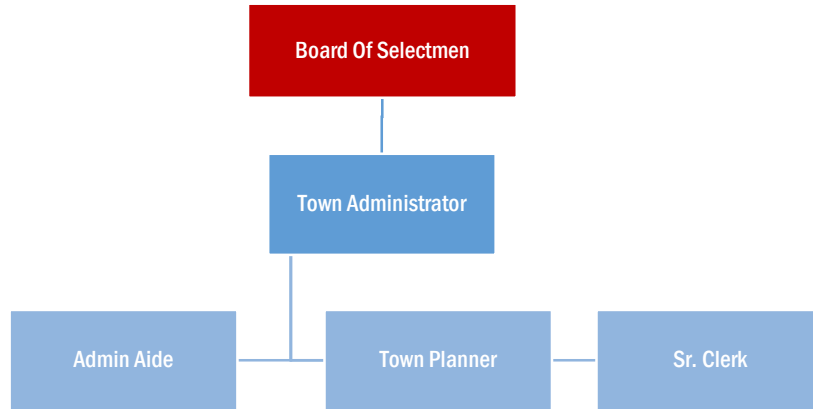 Board Of Selectmen
Town Administrator
Admin Aide
Town Planner
Sr. Clerk